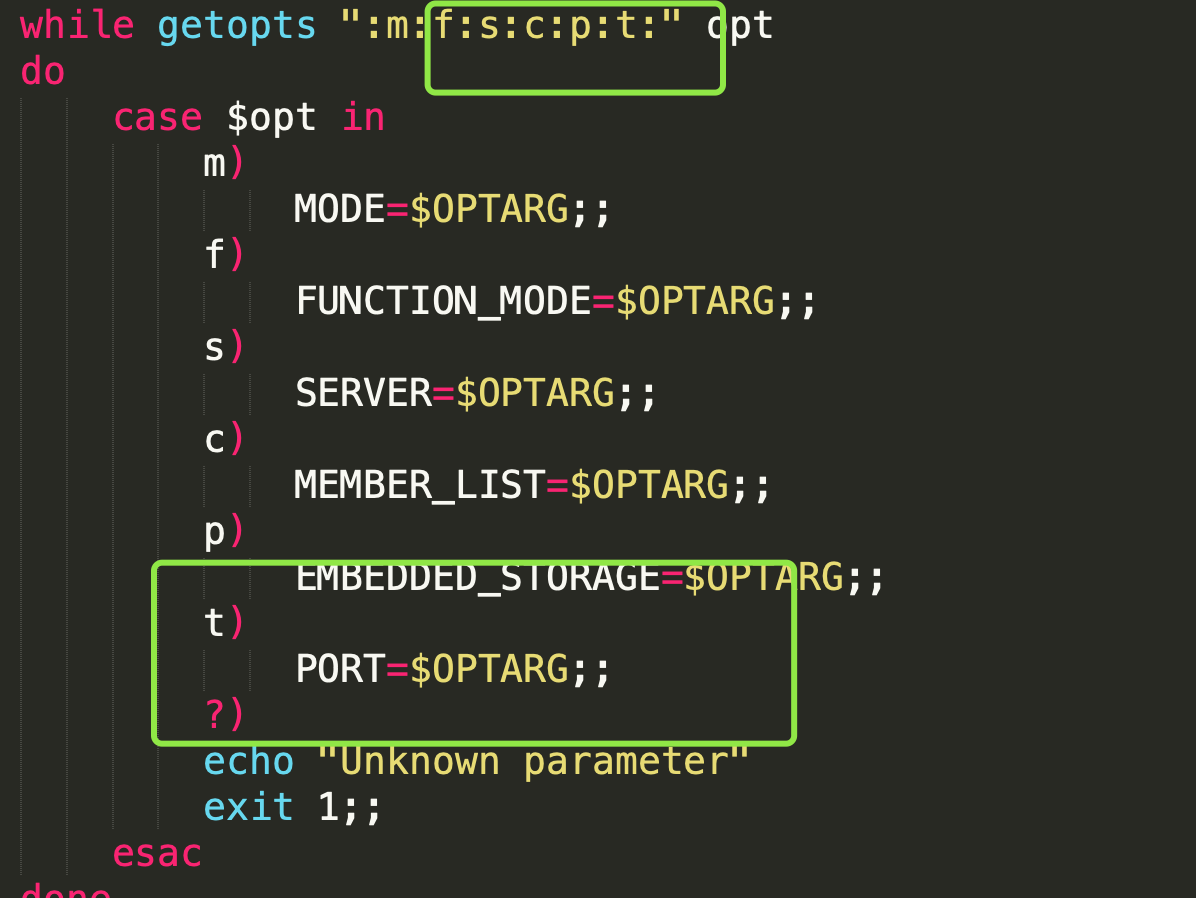 while getopts ":m:f:s:c:p:t:" opt
do
case $opt in
m)
MODE=$OPTARG;;
f)
FUNCTION_MODE=$OPTARG;;
s)
SERVER=$OPTARG;;
c)
MEMBER_LIST=$OPTARG;;
p)
EMBEDDED_STORAGE=$OPTARG;;
t)
PORT=$OPTARG;;
?)
echo "Unknown parameter"
exit 1;;
esac
done